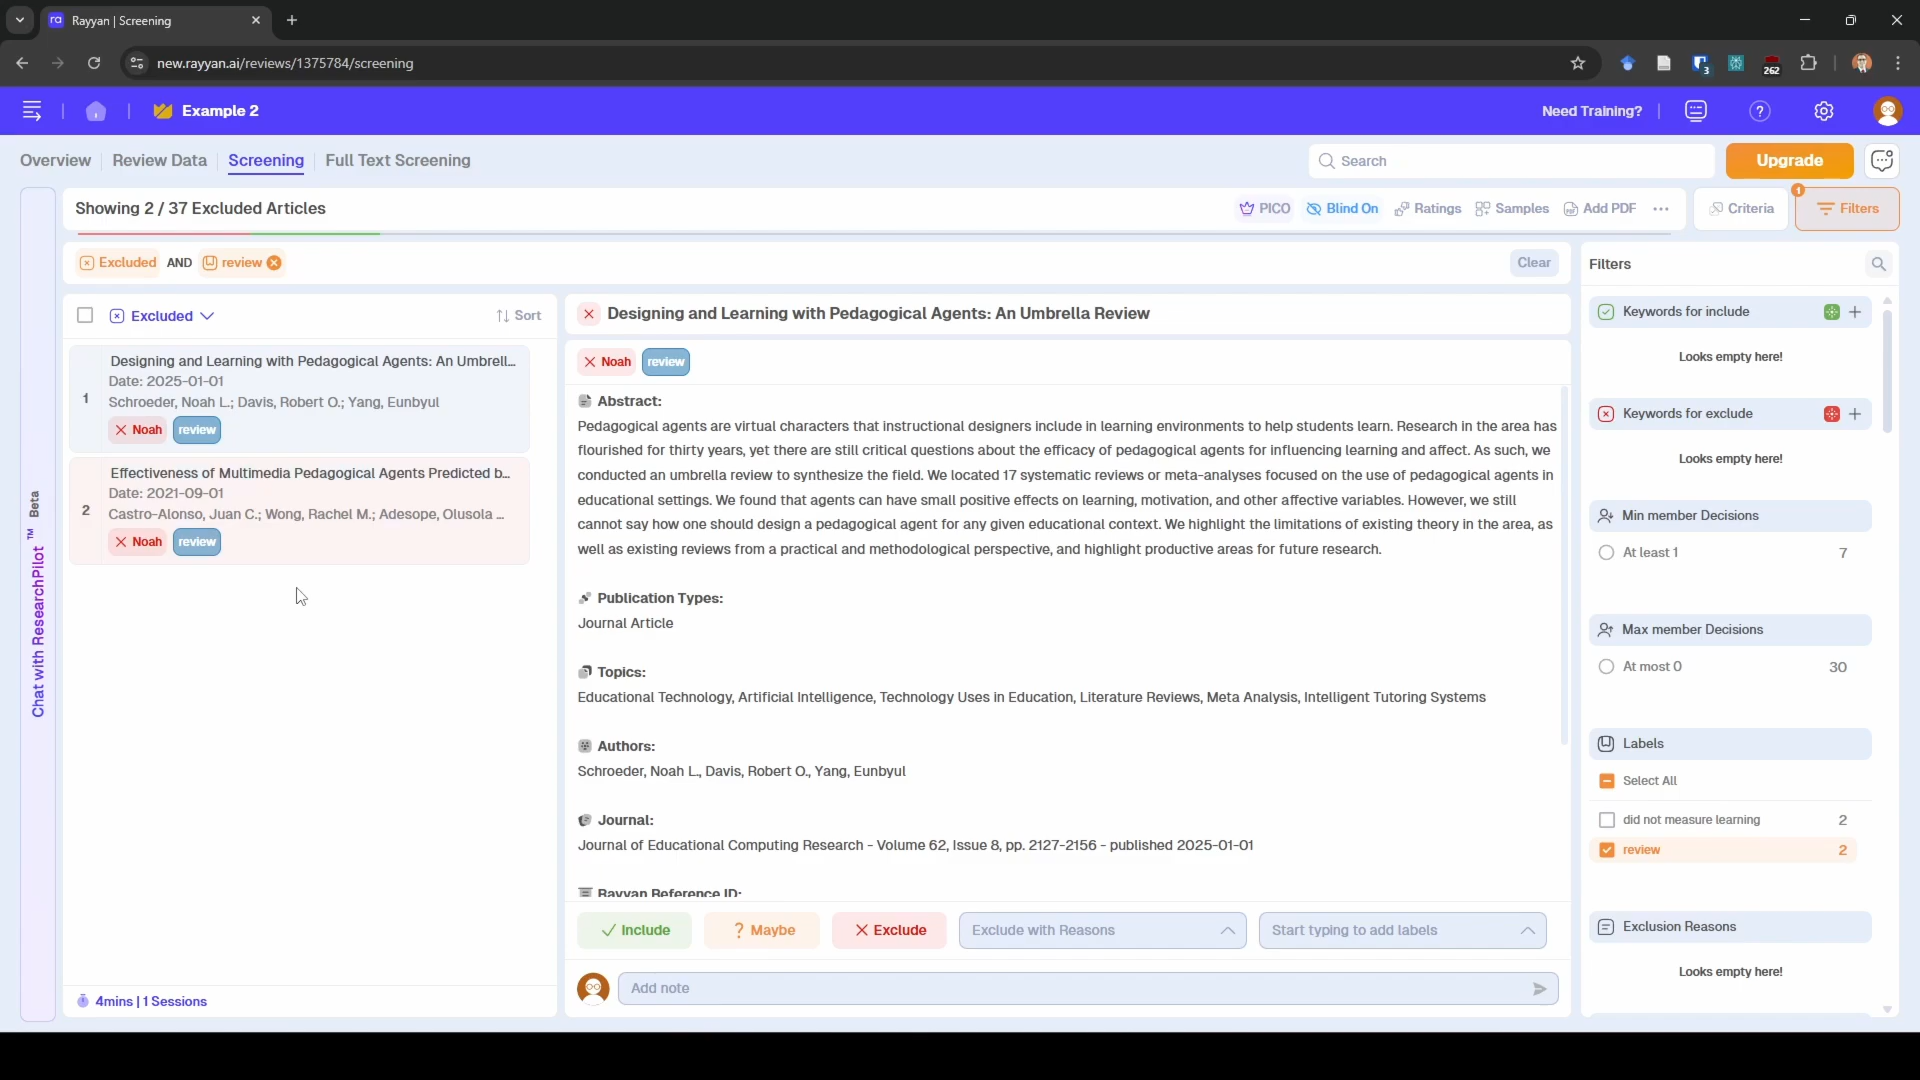 Rayyan | Screening
new.rayyan.ai/reviews/1375784/screening
3
262
Example 2
Need Training?
Overview
Review Data
Screening
Full Text Screening
Search
Upgrade
Showing 2 / 37 Excluded Articles
PICO
Blind On
Ratings
Samples
Add PDF
Criteria
1
Filters
Excluded AND review
Clear
Excluded
Sort
1
Designing and Learning with Pedagogical Agents: An Umbrell...
Date: 2025-01-01
Schroeder, Noah L.; Davis, Robert O.; Yang, Eunbyul
Noah
review
2
Effectiveness of Multimedia Pedagogical Agents Predicted b...
Date: 2021-09-01
Castro-Alonso, Juan C.; Wong, Rachel M.; Adesope, Olusola ...
Noah
review
4mins | 1 Sessions
Chat with ResearchPilot ™ Beta
Designing and Learning with Pedagogical Agents: An Umbrella Review
Noah
review
Abstract:
Pedagogical agents are virtual characters that instructional designers include in learning environments to help students learn. Research in the area has
flourished for thirty years, yet there are still critical questions about the efficacy of pedagogical agents for influencing learning and affect. As such, we
conducted an umbrella review to synthesize the field. We located 17 systematic reviews or meta-analyses focused on the use of pedagogical agents in
educational settings. We found that agents can have small positive effects on learning, motivation, and other affective variables. However, we still
cannot say how one should design a pedagogical agent for any given educational context. We highlight the limitations of existing theory in the area, as
well as existing reviews from a practical and methodological perspective, and highlight productive areas for future research.
Publication Types:
Journal Article
Topics:
Educational Technology, Artificial Intelligence, Technology Uses in Education, Literature Reviews, Meta Analysis, Intelligent Tutoring Systems
Authors:
Schroeder, Noah L., Davis, Robert O., Yang, Eunbyul
Journal:
Journal of Educational Computing Research - Volume 62, Issue 8, pp. 2127-2156 - published 2025-01-01
Rayyan Reference ID:
Include
Maybe
Exclude
Exclude with Reasons
Start typing to add labels
Add note
Filters
Keywords for include
Looks empty here!
Keywords for exclude
Looks empty here!
Min member Decisions
At least 1 7
Max member Decisions
At most 0 30
Labels
Select All
did not measure learning 2
review 2
Exclusion Reasons
Looks empty here!